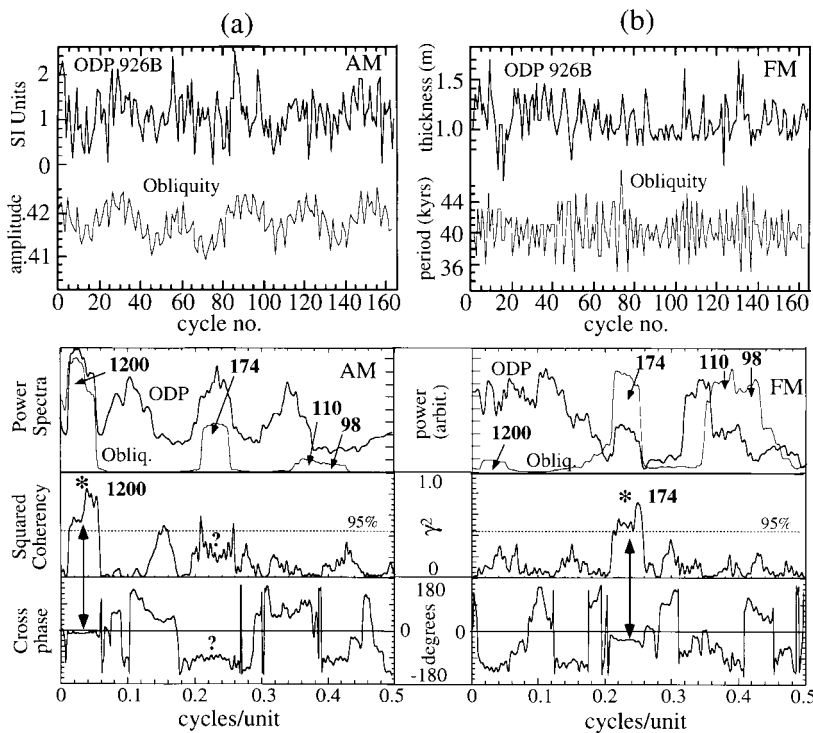 (a)
(b)
ODP 926B
AM
SI Units
2
1
0
Obliquity
amplitude
42
41
0 20 40 60 80 100 120 140 160
cycle no.
ODP 926B
FM
thickness (m)
1.5
1.0
Obliquity
period (kyrs)
44
40
36
0 20 40 60 80 100 120 140 160
cycle no.
Power Spectra
1200
ODP
174
AM
110
98
Obliq.
power (arbit.)
ODP
174
110
98
FM
1200
Obliq
Squared Coherency
* 1200
95%
?
1.0
γ²
0
* 174
95%
Cross phase
?
180
0
-180
degrees
0 0.1 0.2 0.3 0.4 0.5
cycles/unit
0 0.1 0.2 0.3 0.4 0.5
cycles/unit